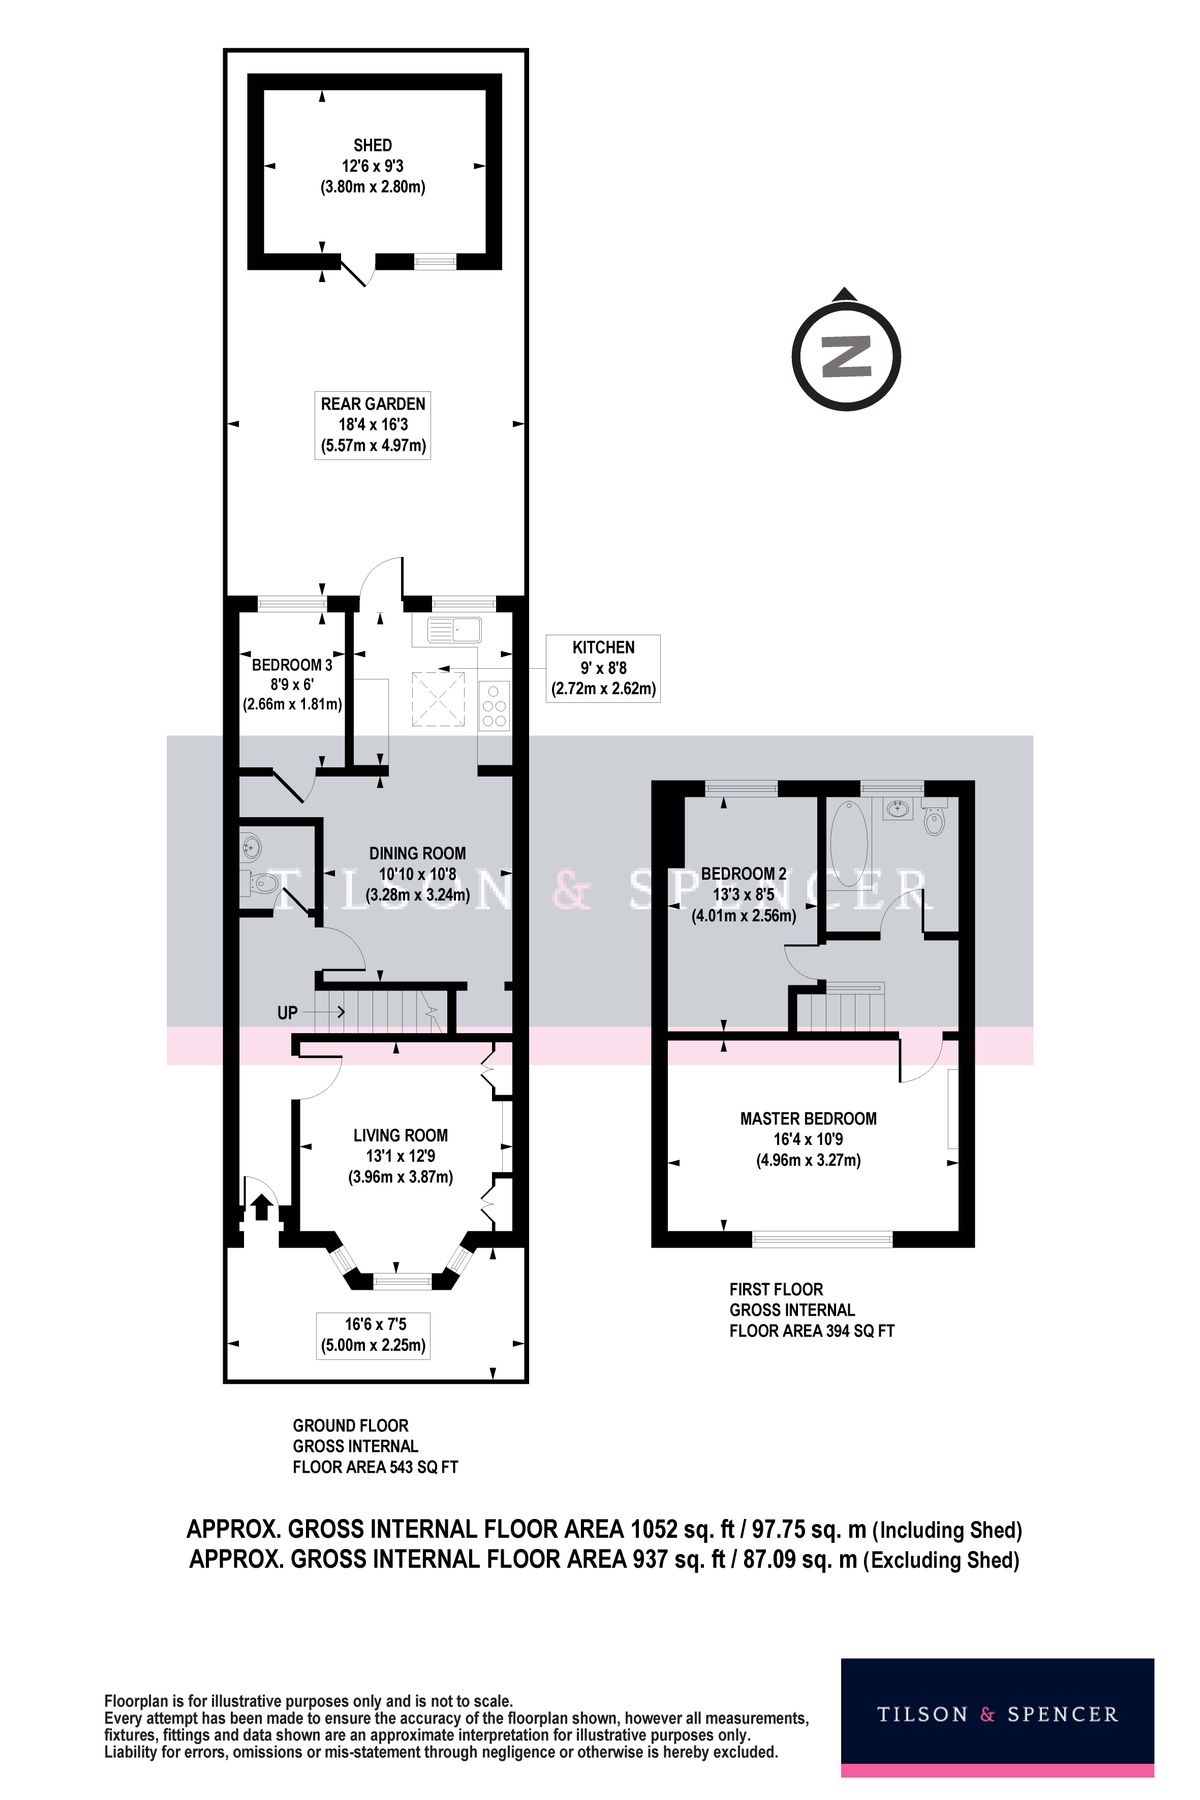 SHED
12'6 x 9'3
(3.80m x 2.80m)
N
REAR GARDEN
18'4 x 16'3
(5.57m x 4.97m)
KITCHEN
9' x 8'8
(2.72m x 2.62m)
BEDROOM 3
8'9 x 6'
(2.66m x 1.81m)
DINING ROOM
10'10 x 10'8
(3.28m x 3.24m)
TILSON & SPENCER
BEDROOM 2
13'3 x 8'5
(4.01m x 2.56m)
UP
LIVING ROOM
13'1 x 12'9
(3.96m x 3.87m)
MASTER BEDROOM
16'4 x 10'9
(4.96m x 3.27m)
16'6 x 7'5
(5.00m x 2.25m)
FIRST FLOOR
GROSS INTERNAL
FLOOR AREA 394 SQ FT
GROUND FLOOR
GROSS INTERNAL
FLOOR AREA 543 SQ FT
APPROX. GROSS INTERNAL FLOOR AREA 1052 sq. ft / 97.75 sq. m (Including Shed)
APPROX. GROSS INTERNAL FLOOR AREA 937 sq. ft / 87.09 sq. m (Excluding Shed)
Floorplan is for illustrative purposes only and is not to scale.
Every attempt has been made to ensure the accuracy of the floorplan shown, however all measurements,
fixtures, fittings and data shown are an approximate interpretation for illustrative purposes only.
Liability for errors, omissions or mis-statement through negligence or otherwise is hereby excluded.
TILSON & SPENCER